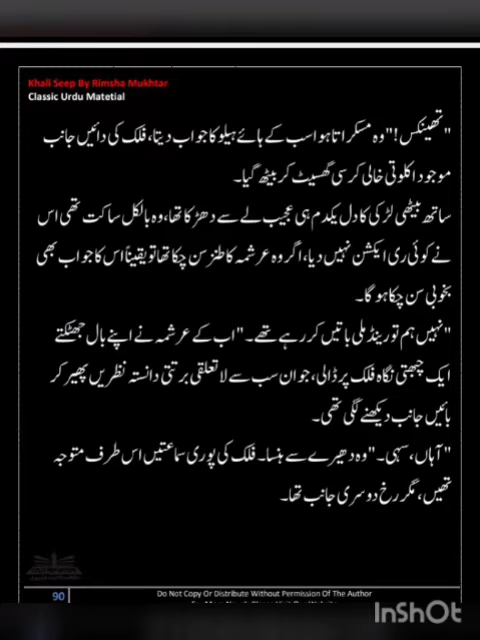 Khali Seep By Rimsha Mukhtar
Classic Urdu Matetial
"تھینکس!" وہ مسکراتا ہوا سب کے ہائے ہیلو کا جواب دیتا، فلک کی دائیں جانب
موجود اکلوتی خالی کرسی گھسیٹ کر بیٹھ گیا۔
ساتھ بیٹھی لڑکی کا دل یکدم ہی عجیب لے سے دھڑکا تھا، وہ بالکل ساکت تھی اس
نے کوئی ری ایکشن نہیں دیا، اگر وہ عرشمہ کا طنز سن چکا تھا تو یقیناً اس کا جواب بھی
بخوبی سن چکا ہو گا۔
"نہیں ہم تو رینڈملی باتیں کر رہے تھے۔" اب کے عرشمہ نے اپنے بال جھٹکتے
ایک چبھتی نگاہ فلک پر ڈالی، جو ان سب سے لا تعلقی برتتی دانستہ نظریں پھیر کر
بائیں جانب دیکھنے لگی تھی۔
"آہاں، سہی۔" وہ دھیرے سے ہنسا۔ فلک کی پوری سماعتیں اس طرف متوجہ
تھیں، مگر رخ دوسری جانب تھا۔
90
Do Not Copy Or Distribute Without Permission Of The Author
InShOt